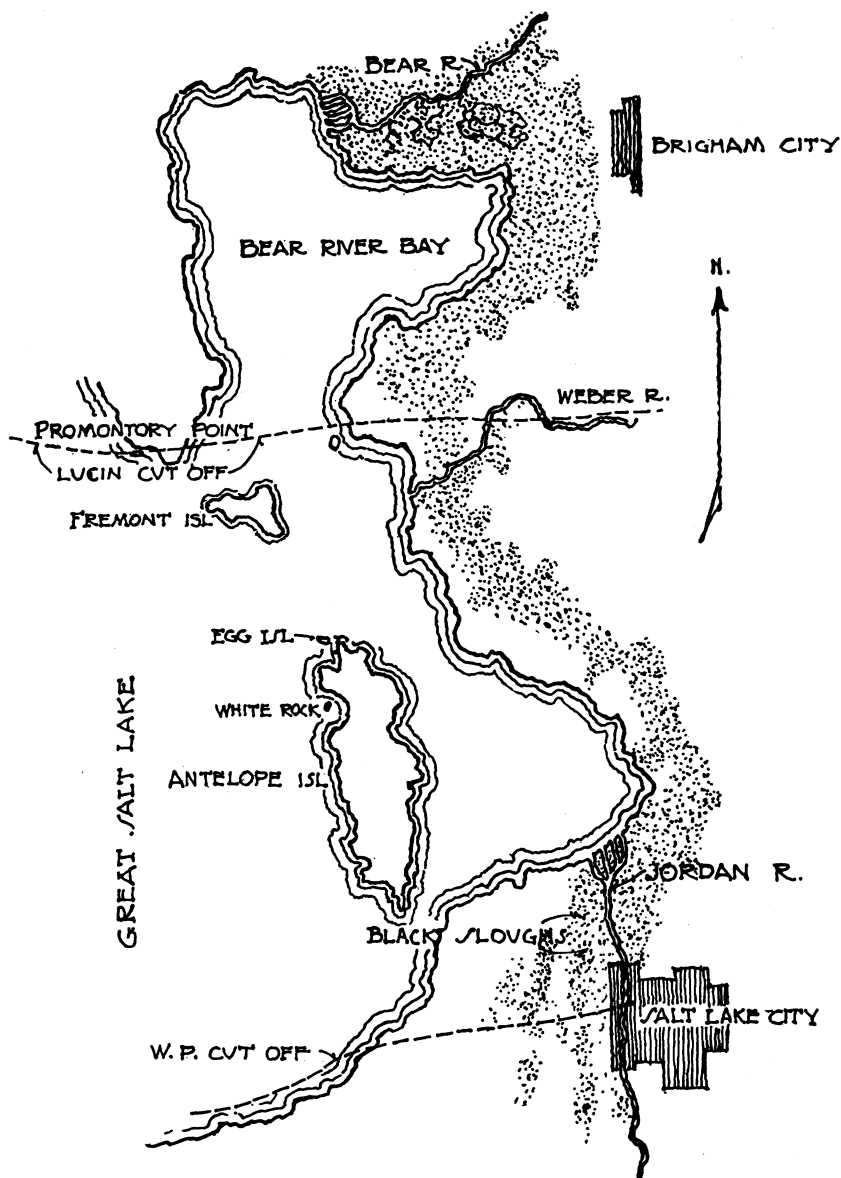 BEAR R.
BRIGHAM CITY
BEAR RIVER BAY
N.
WEBER R.
PROMONTORY POINT
LUCIN CUT OFF
FREMONT ISL
EGG ISL
WHITE ROCK
ANTELOPE ISL
GREAT SALT LAKE
JORDAN R.
BLACK SLOUGHS
SALT LAKE CITY
W. P. CUT OFF